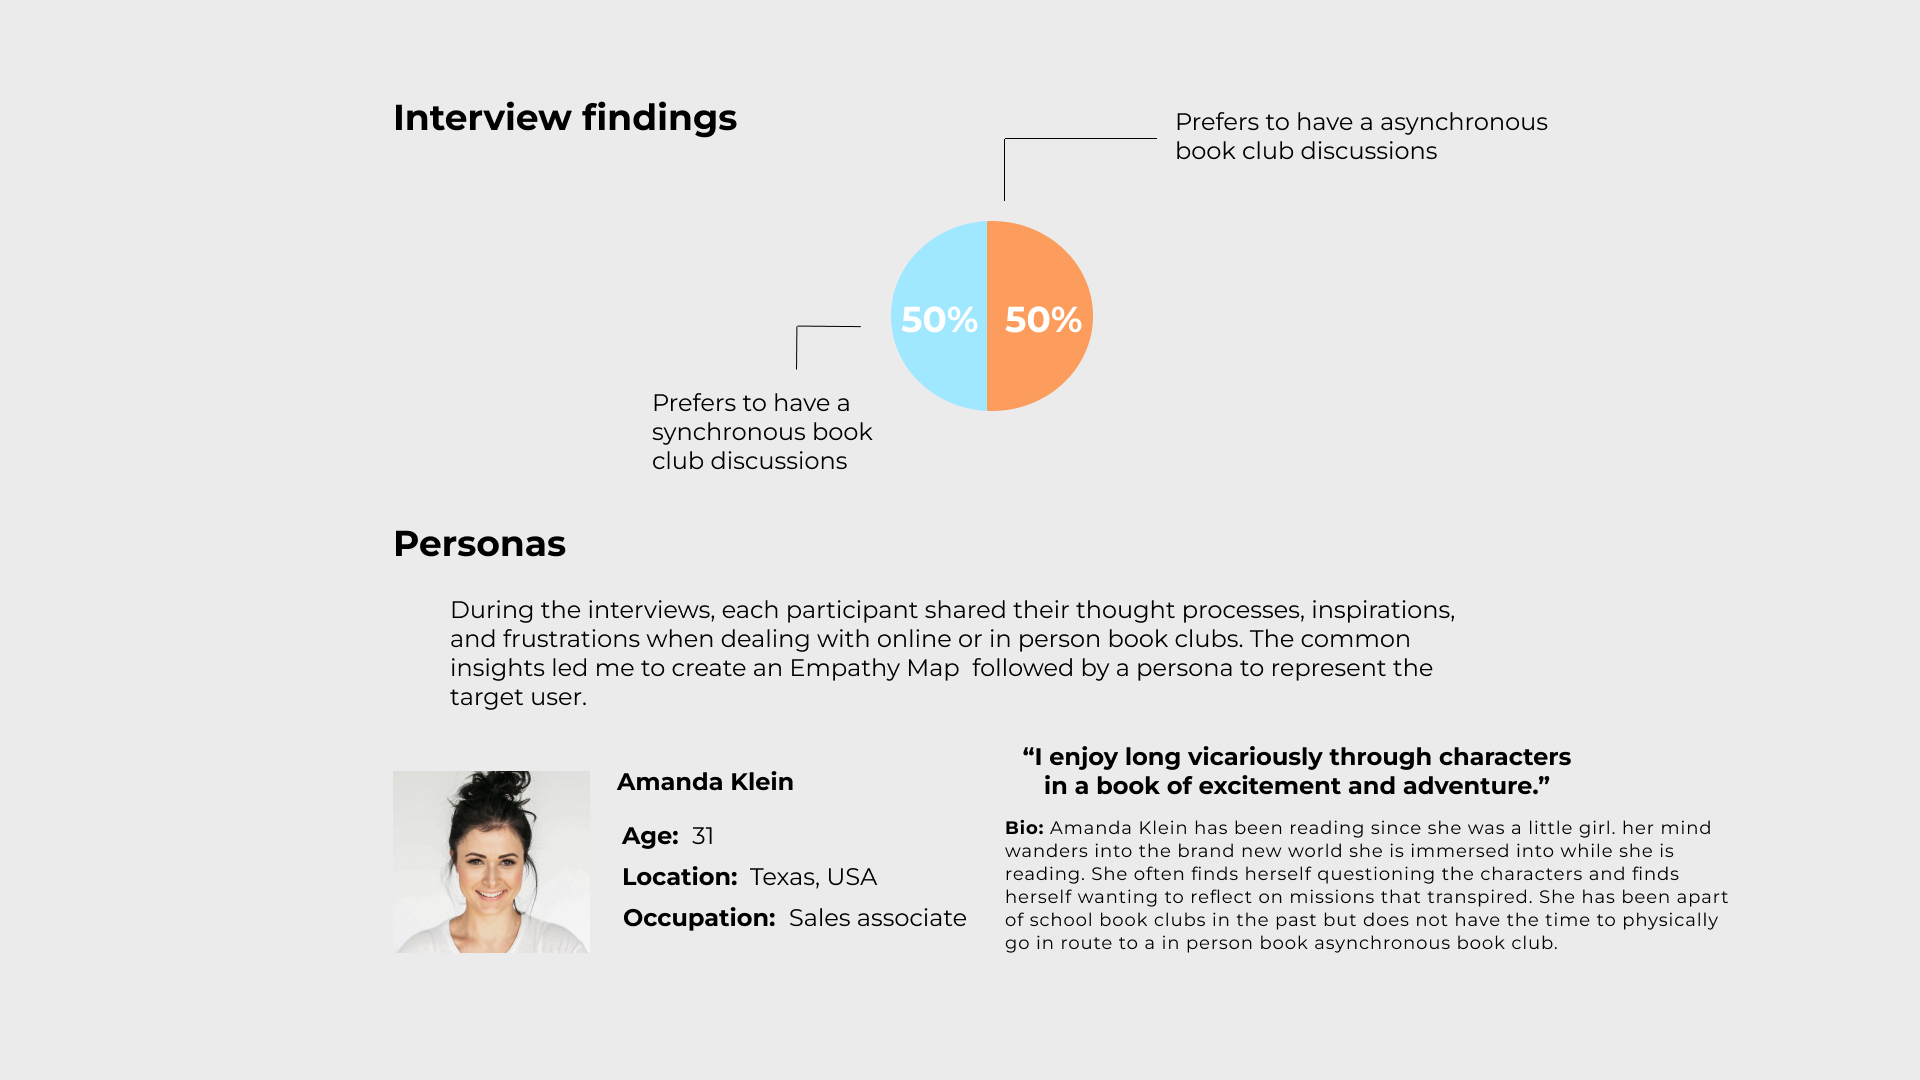 Interview findings
Prefers to have a asynchronous
book club discussions
50%
50%
Prefers to have a
synchronous book
club discussions
Personas
During the interviews, each participant shared their thought processes, inspirations,
and frustrations when dealing with online or in person book clubs. The common
insights led me to create an Empathy Map  followed by a persona to represent the
target user.
Amanda Klein
Age: 31
Location: Texas, USA
Occupation: Sales associate
“I enjoy long vicariously through characters
in a book of excitement and adventure.”
Bio: Amanda Klein has been reading since she was a little girl. her mind
wanders into the brand new world she is immersed into while she is
reading. She often finds herself questioning the characters and finds
herself wanting to reflect on missions that transpired. She has been apart
of school book clubs in the past but does not have the time to physically
go in route to a in person book asynchronous book club.